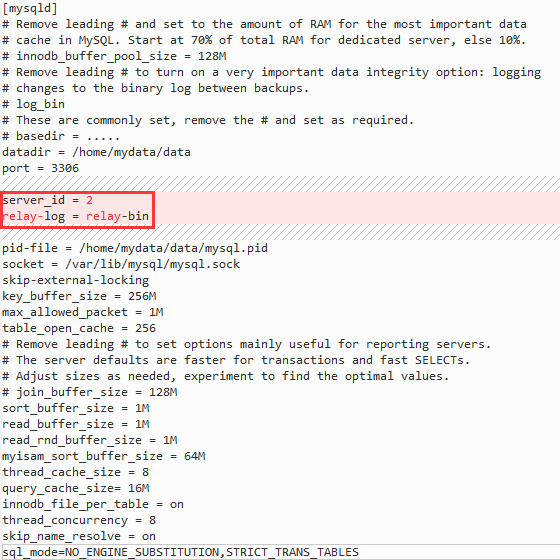 [mysqld]
# Remove leading # and set to the amount of RAM for the most important data
# cache in MySQL. Start at 70% of total RAM for dedicated server, else 10%.
# innodb_buffer_pool_size = 128M
# Remove leading # to turn on a very important data integrity option: logging
# changes to the binary log between backups.
# log_bin
# These are commonly set, remove the # and set as required.
# basedir = .....
datadir = /home/mydata/data
port = 3306
server_id = 2
relay-log = relay-bin
pid-file = /home/mydata/data/mysql.pid
socket = /var/lib/mysql/mysql.sock
skip-external-locking
key_buffer_size = 256M
max_allowed_packet = 1M
table_open_cache = 256
# Remove leading # to set options mainly useful for reporting servers.
# The server defaults are faster for transactions and fast SELECTs.
# Adjust sizes as needed, experiment to find the optimal values.
# join_buffer_size = 128M
sort_buffer_size = 1M
read_buffer_size = 1M
read_rnd_buffer_size = 1M
myisam_sort_buffer_size = 64M
thread_cache_size = 8
query_cache_size= 16M
innodb_file_per_table = on
thread_concurrency = 8
skip_name_resolve = on
sql_mode=NO_ENGINE_SUBSTITUTION,STRICT_TRANS_TABLES